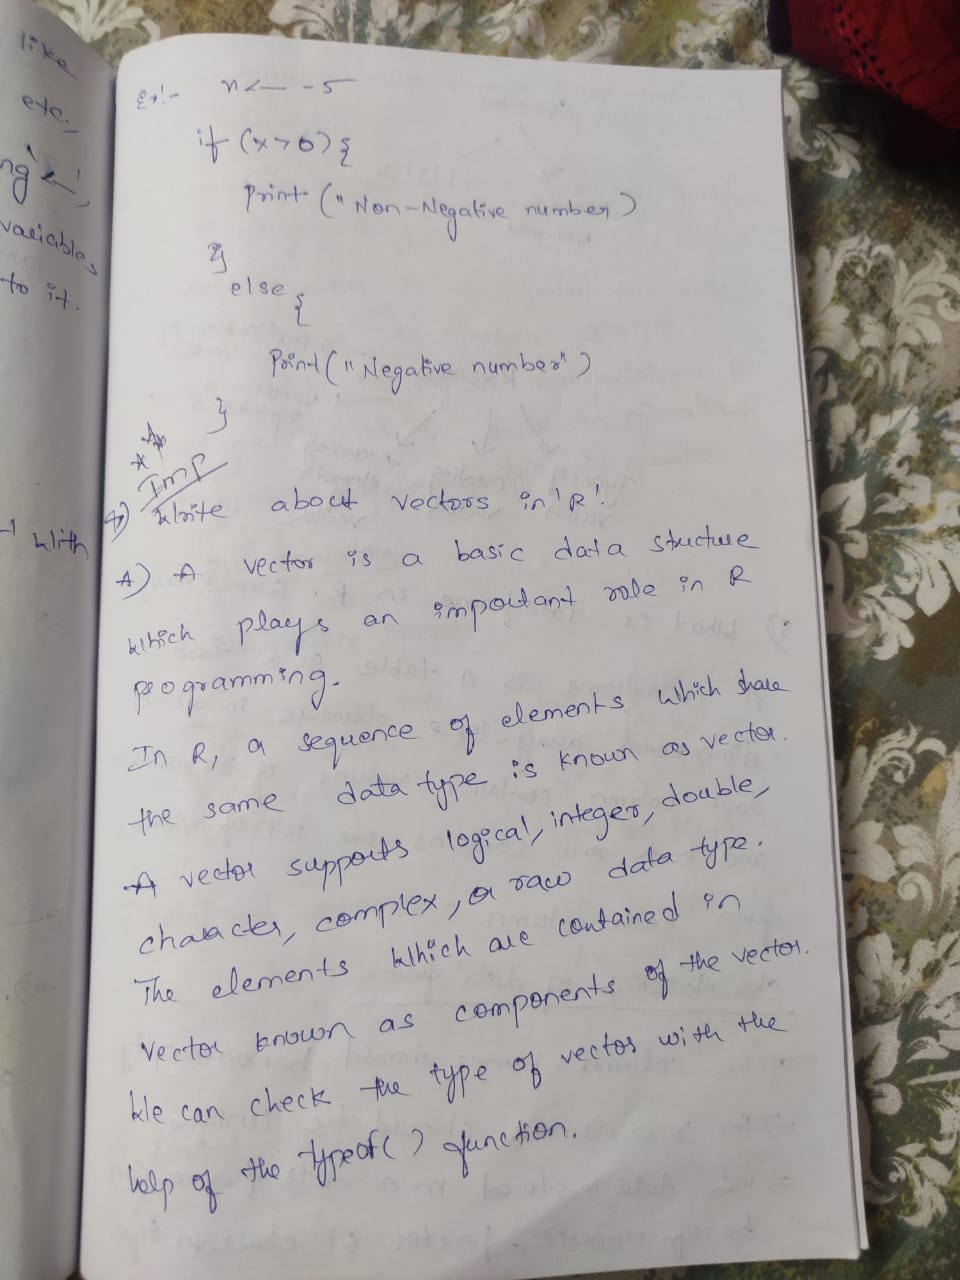 like
etc.,
ng '<-',
variables
to it.
with
Ex:- x <- -5
if (x>0) {
Print ("Non-Negative number)
}
else {
Print ("Negative number")
}
Imp
4) Write about vectors in 'R'.
A) A vector is a basic data structure
which plays an important role in R
programming.
In R, a sequence of elements which share
the same data type is known as vector.
A vector supports logical, integer, double,
character, complex, or raw data type.
The elements which are contained in
vector known as components of the vector.
We can check the type of vector with the
help of the typeof( ) function.